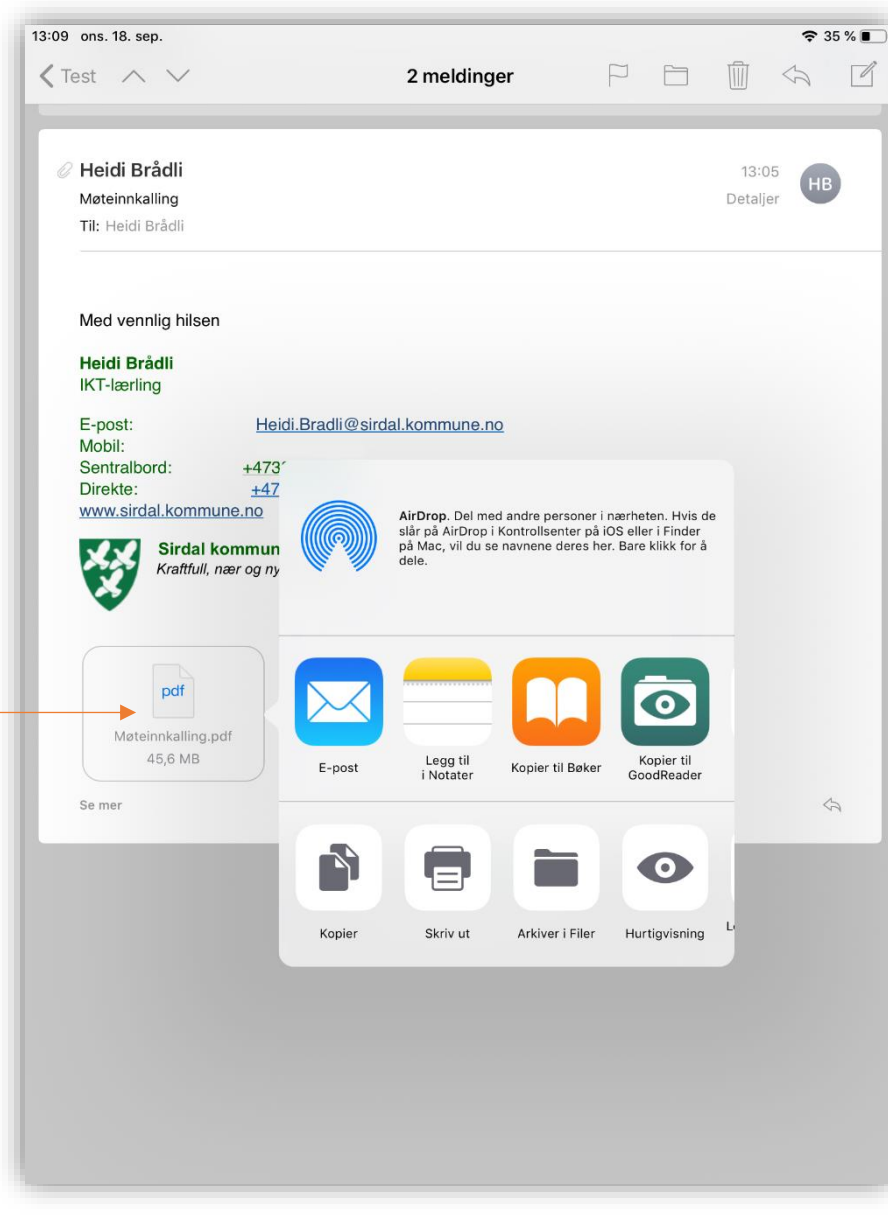 13:09 ons. 18. sep. 35 %
Test 2 meldinger
Heidi Brådli 13:05
HB
Møteinnkalling Detaljer
Til: Heidi Brådli
Med vennlig hilsen
Heidi Brådli
IKT-lærling
E-post: Heidi.Bradli@sirdal.kommune.no
Mobil:
Sentralbord: +473
Direkte: +47
www.sirdal.kommune.no
Sirdal kommun
Kraftfull, nær og ny
AirDrop. Del med andre personer i nærheten. Hvis de
slår på AirDrop i Kontrollsenter på iOS eller i Finder
på Mac, vil du se navnene deres her. Bare klikk for å
dele.
pdf
Møteinnkalling.pdf
45,6 MB
E-post
Legg til
i Notater
Kopier til Bøker
Kopier til
GoodReader
Se mer
Kopier
Skriv ut
Arkiver i Filer
Hurtigvisning